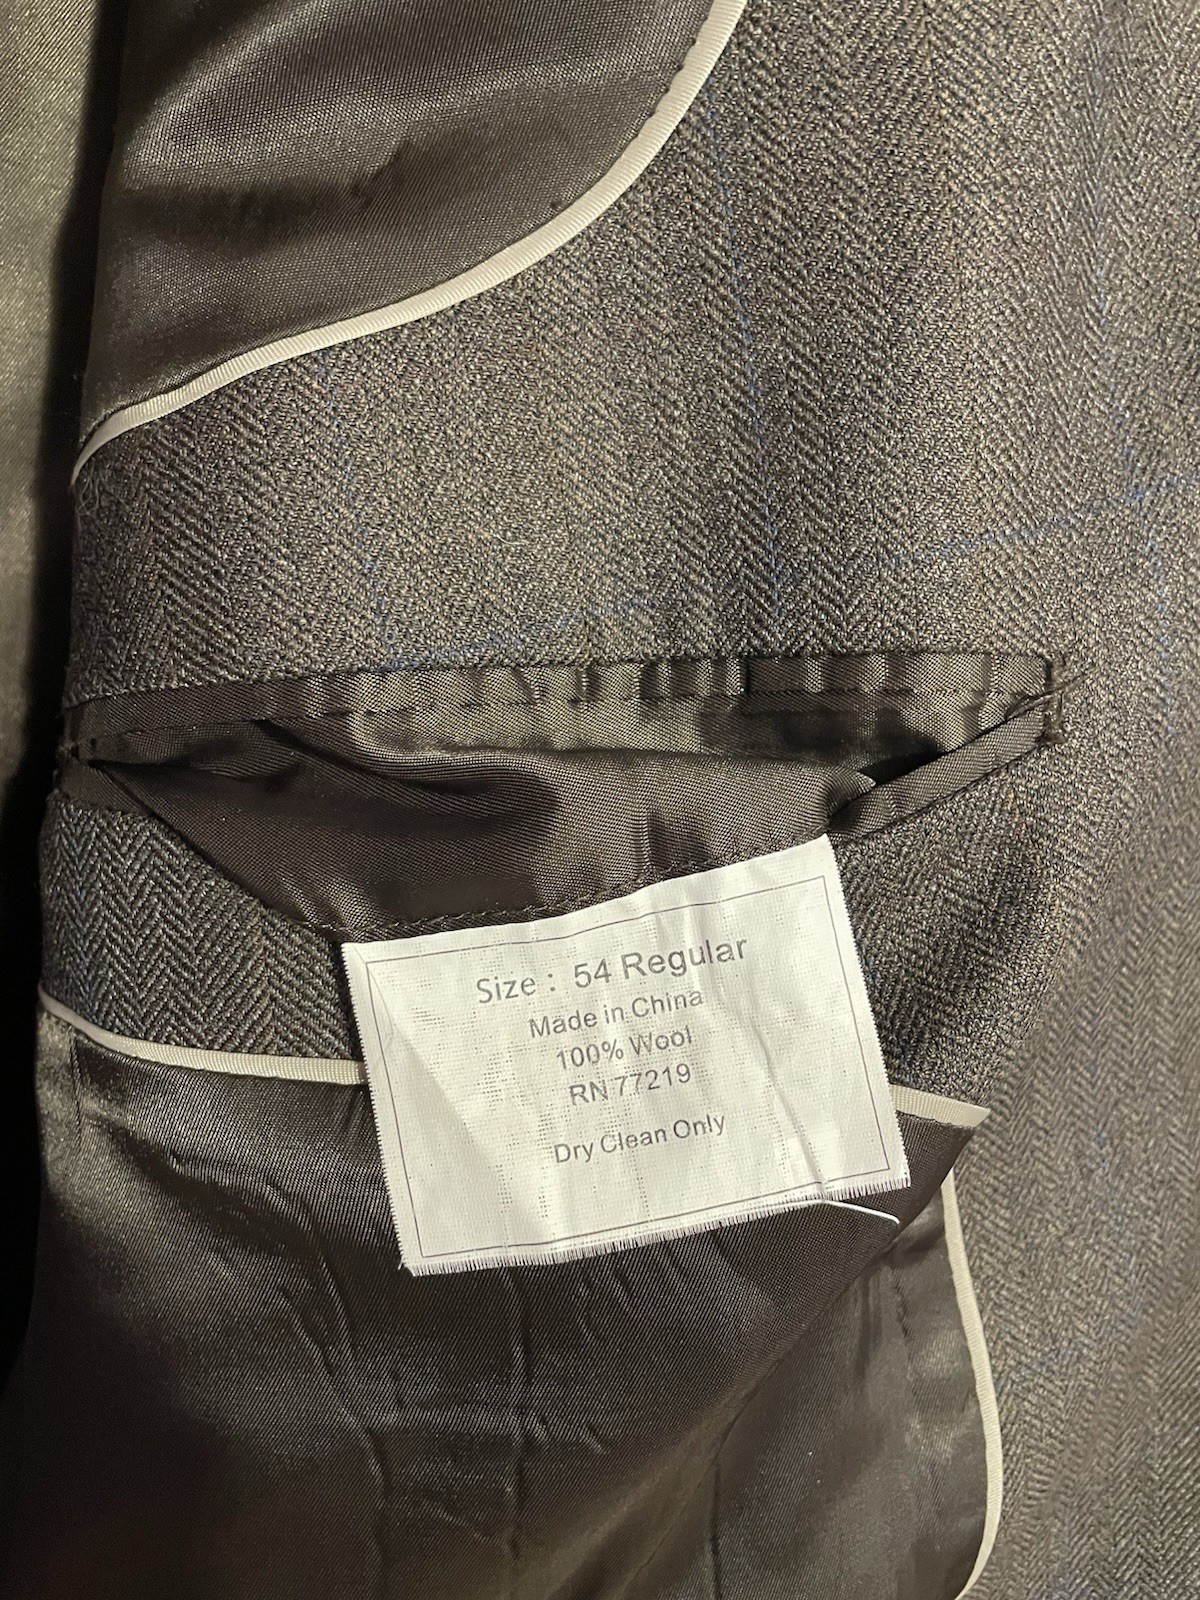 Size : 54 Regular
Made in China
100% Wool
RN 77219
Dry Clean Only